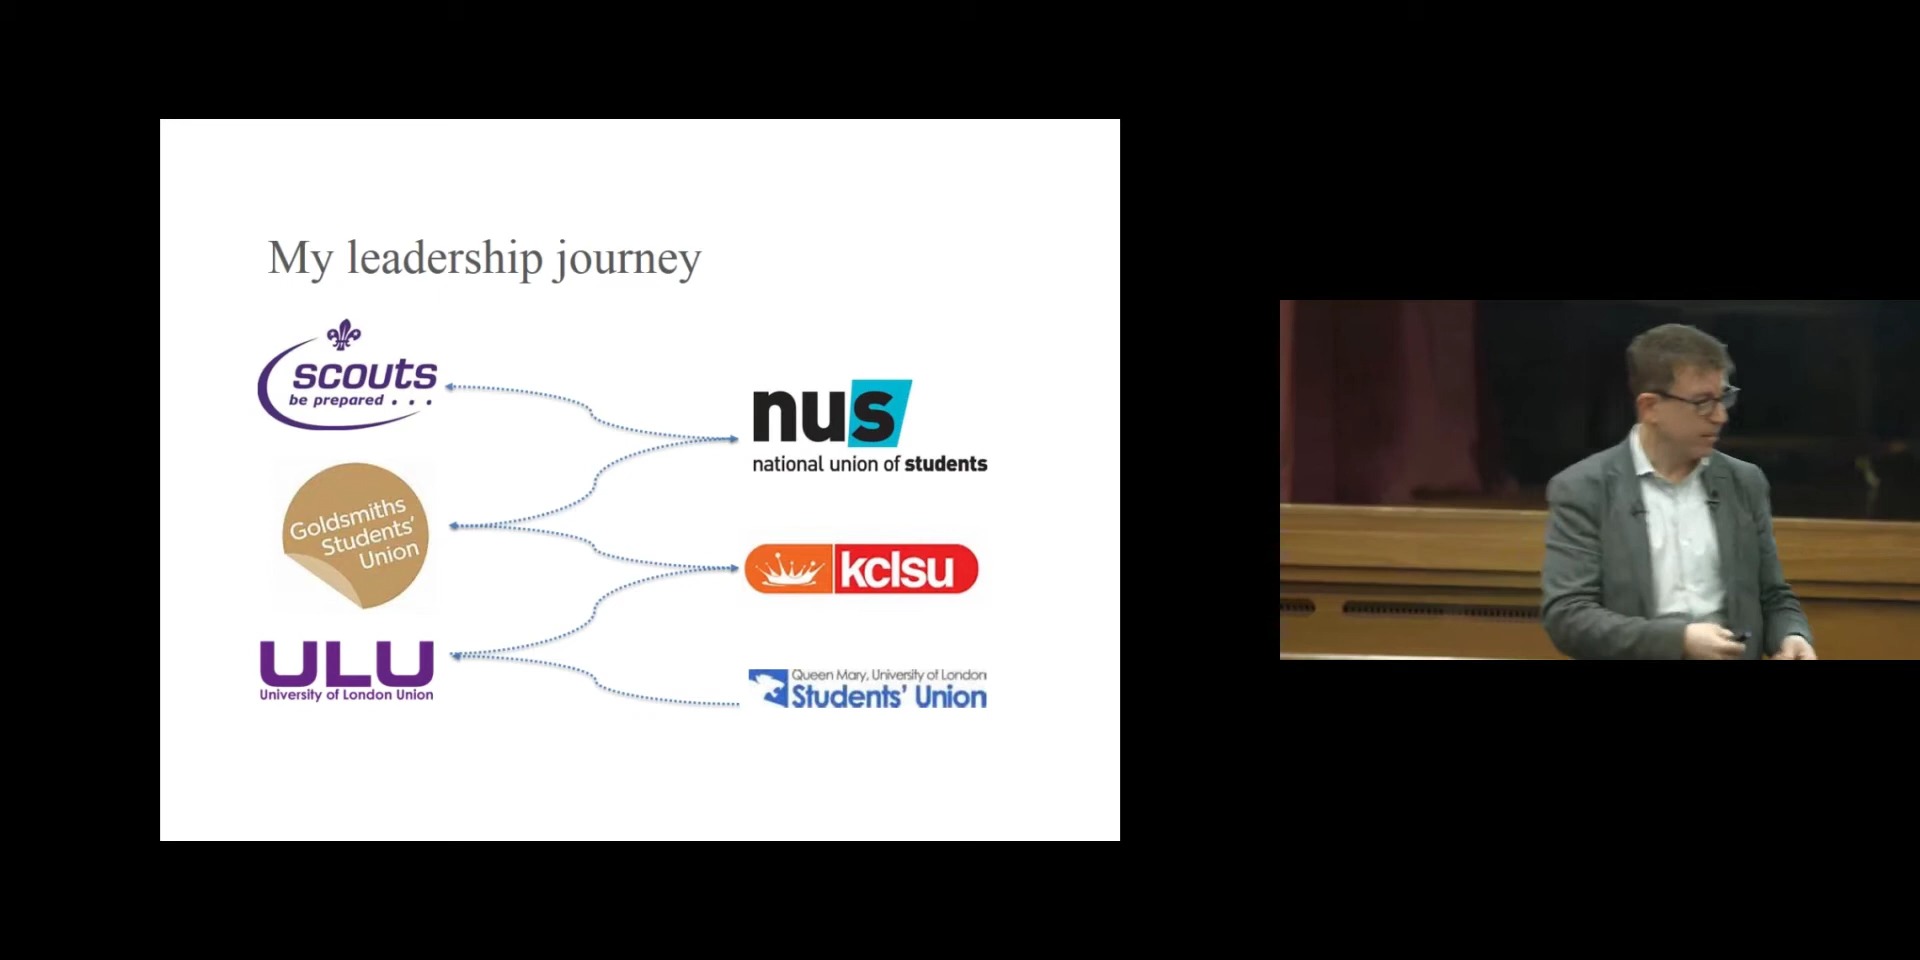 My leadership journey
scouts
be prepared . . .
nus
national union of students
Goldsmiths
Students'
Union
kclsu
ULU
University of London Union
Queen Mary, University of London
Students' Union